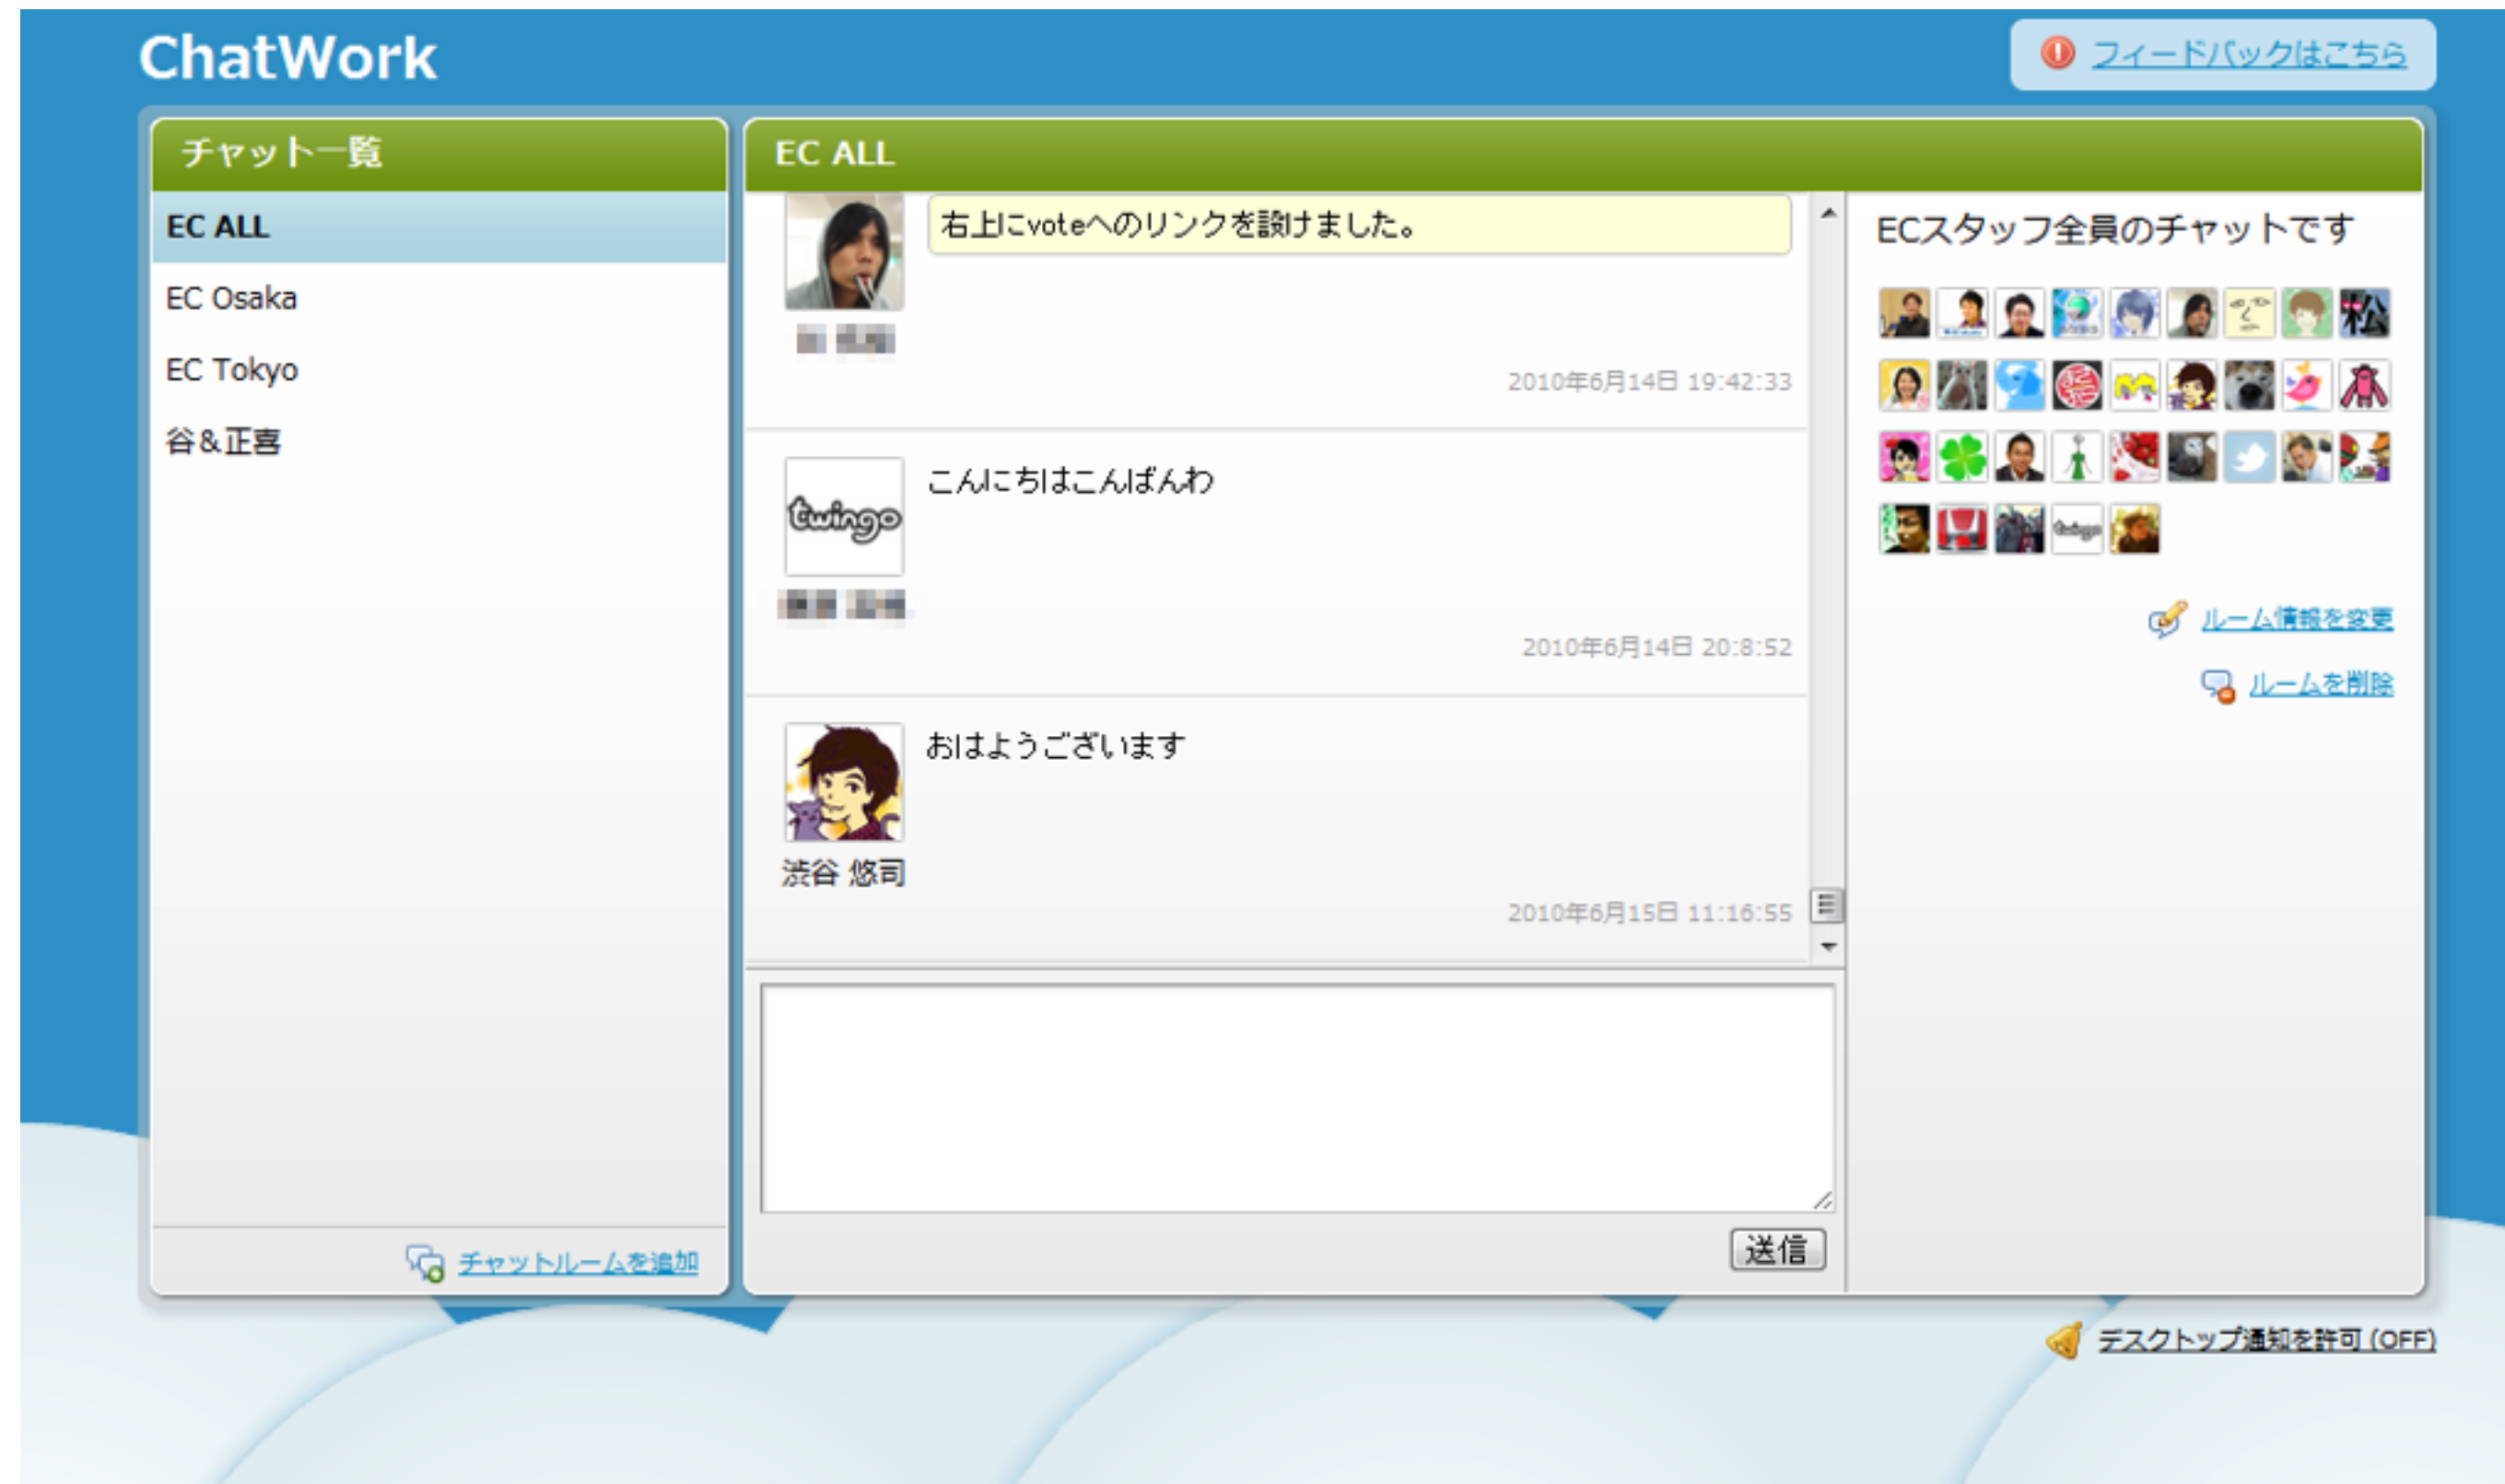 ChatWork
フィードバックはこちら
チャット一覧
EC ALL
EC Osaka
EC Tokyo
谷&正喜
チャットルームを追加
EC ALL
右上にvoteへのリンクを設けました。
2010年6月14日 19:42:33
twingo
こんにちはこんばんわ
2010年6月14日 20:8:52
おはようございます
渋谷 悠司
2010年6月15日 11:16:55
送信
ECスタッフ全員のチャットです
松
twingo
ルーム情報を変更
ルームを削除
デスクトップ通知を許可 (OFF)